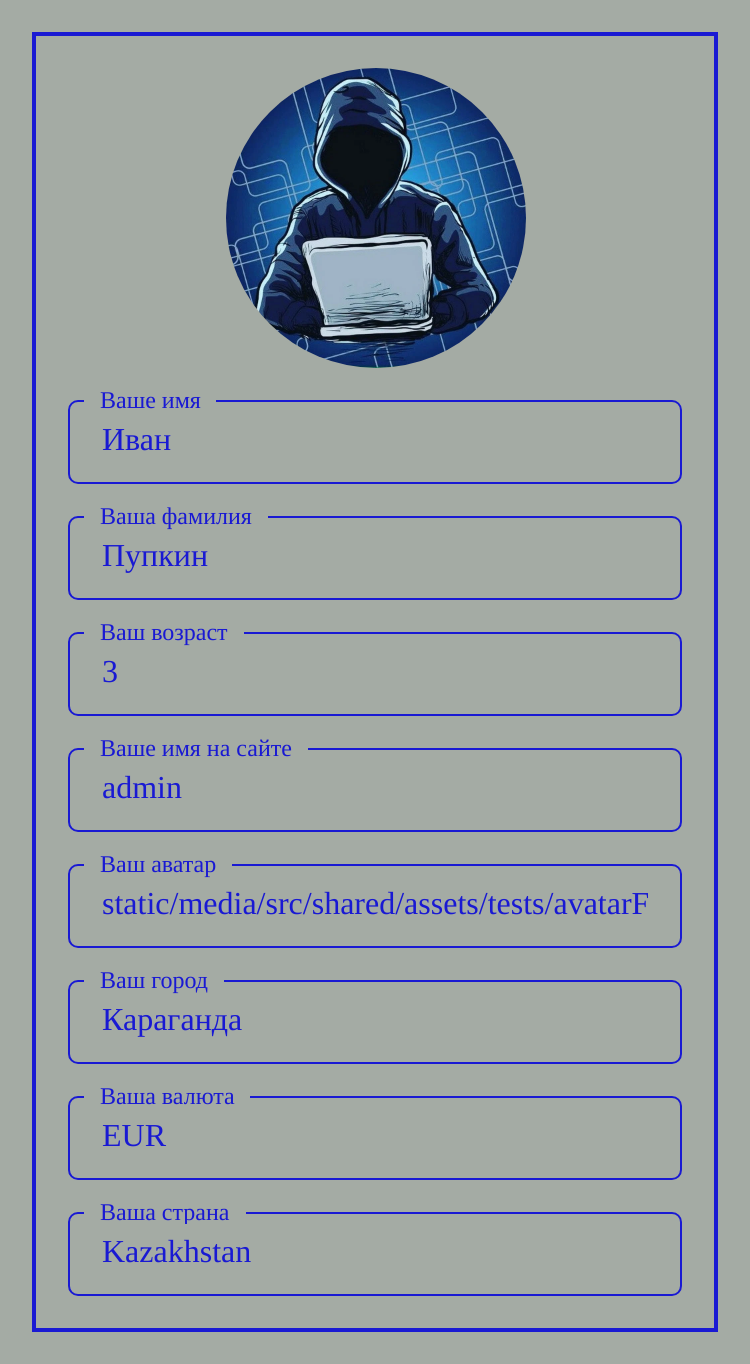 Ваше имя
Иван
Ваша фамилия
Пупкин
Ваш возраст
3
Ваше имя на сайте
admin
Ваш аватар
static/media/src/shared/assets/tests/avatarF
Ваш город
Караганда
Ваша валюта
EUR
Ваша страна
Kazakhstan